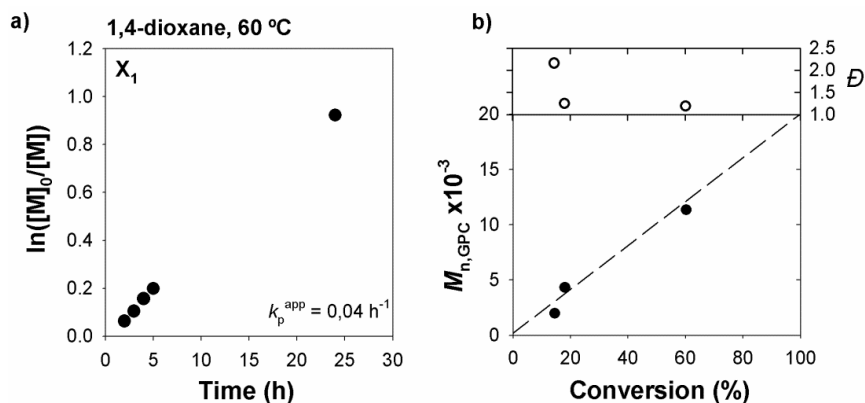 a)
1,4-dioxane, 60 ºC
X1
1.2
1.0
0.8
0.6
0.4
0.2
0.0
ln([M]0/[M])
kp^app = 0,04 h-1
0 5 10 15 20 25 30
Time (h)
b)
2.5
2.0
1.5
1.0
Đ
20
15
10
5
0
Mn,GPC x10-3
0 20 40 60 80 100
Conversion (%)